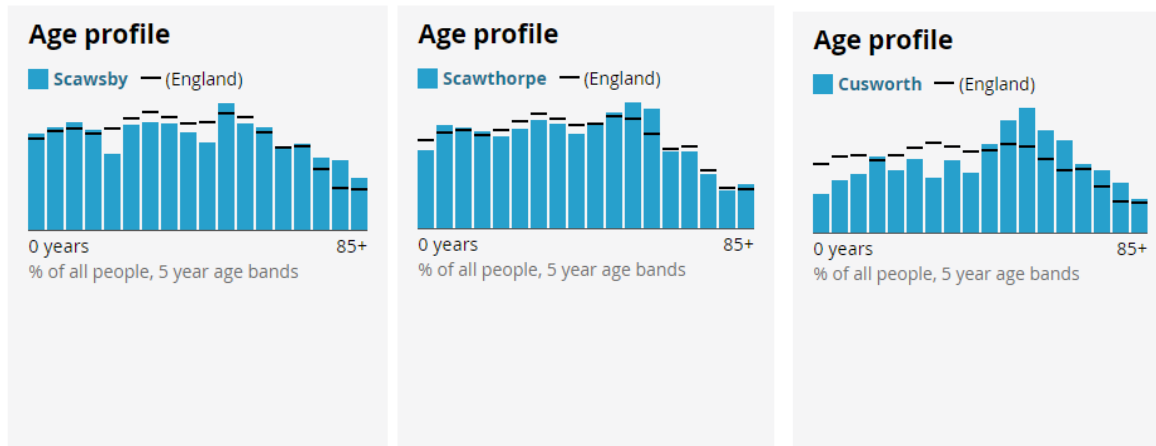 Age profile
Scawsby (England)
0 years 85+
% of all people, 5 year age bands
Age profile
Scawthorpe (England)
0 years 85+
% of all people, 5 year age bands
Age profile
Cusworth (England)
0 years 85+
% of all people, 5 year age bands